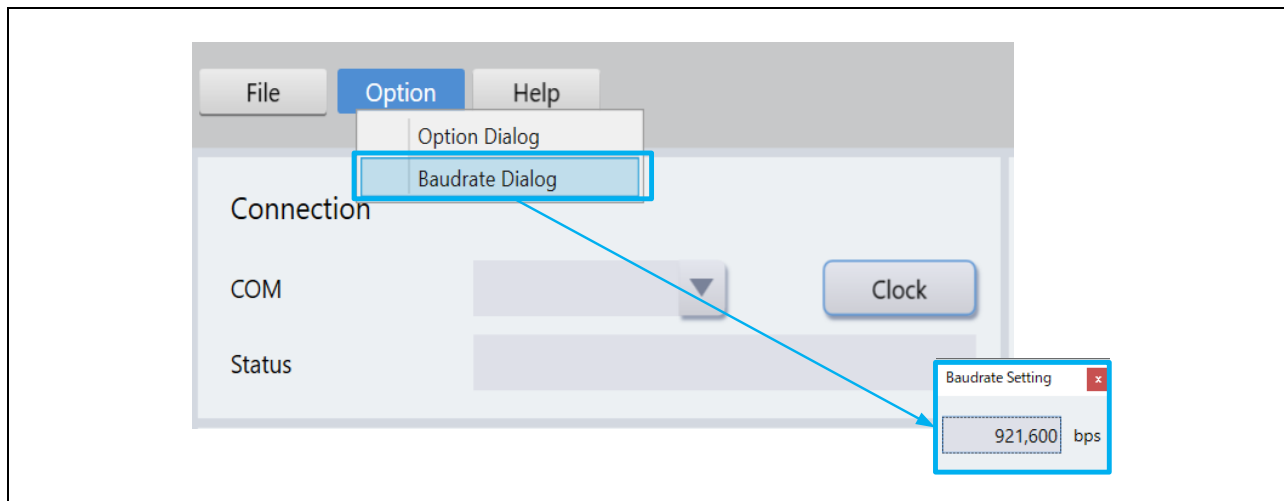 File Option Help
Option Dialog
Baudrate Dialog
Connection
COM Clock
Status
Baudrate Setting x
921,600 bps